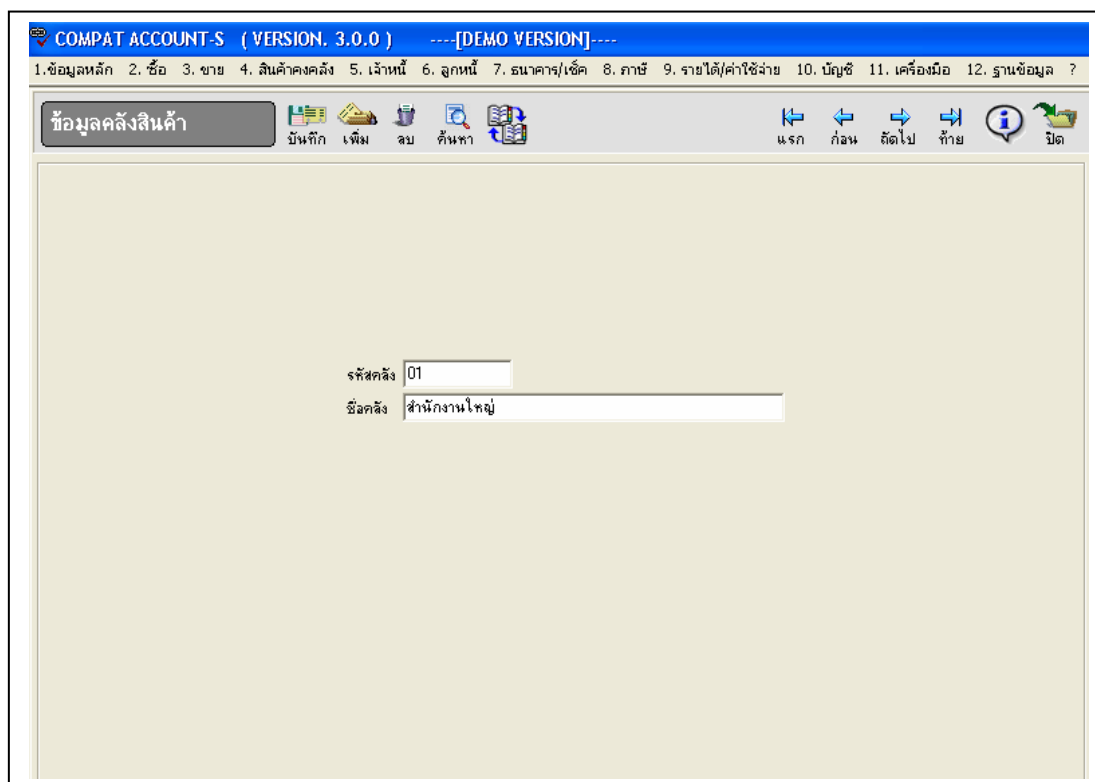 COMPAT ACCOUNT-S ( VERSION. 3.0.0 ) ----[DEMO VERSION]----
1.ข้อมูลหลัก 2. ซื้อ 3. ขาย 4. สินค้าคงคลัง 5. เจ้าหนี้ 6. ลูกหนี้ 7. ธนาคาร/เช็ค 8. ภาษี 9. รายได้/ค่าใช้จ่าย 10. บัญชี 11. เครื่องมือ 12. ฐานข้อมูล ?
ข้อมูลคลังสินค้า
บันทึก เพิ่ม ลบ ค้นหา แรก ก่อน ถัดไป ท้าย ปิด
รหัสคลัง 01
ชื่อคลัง สำนักงานใหญ่